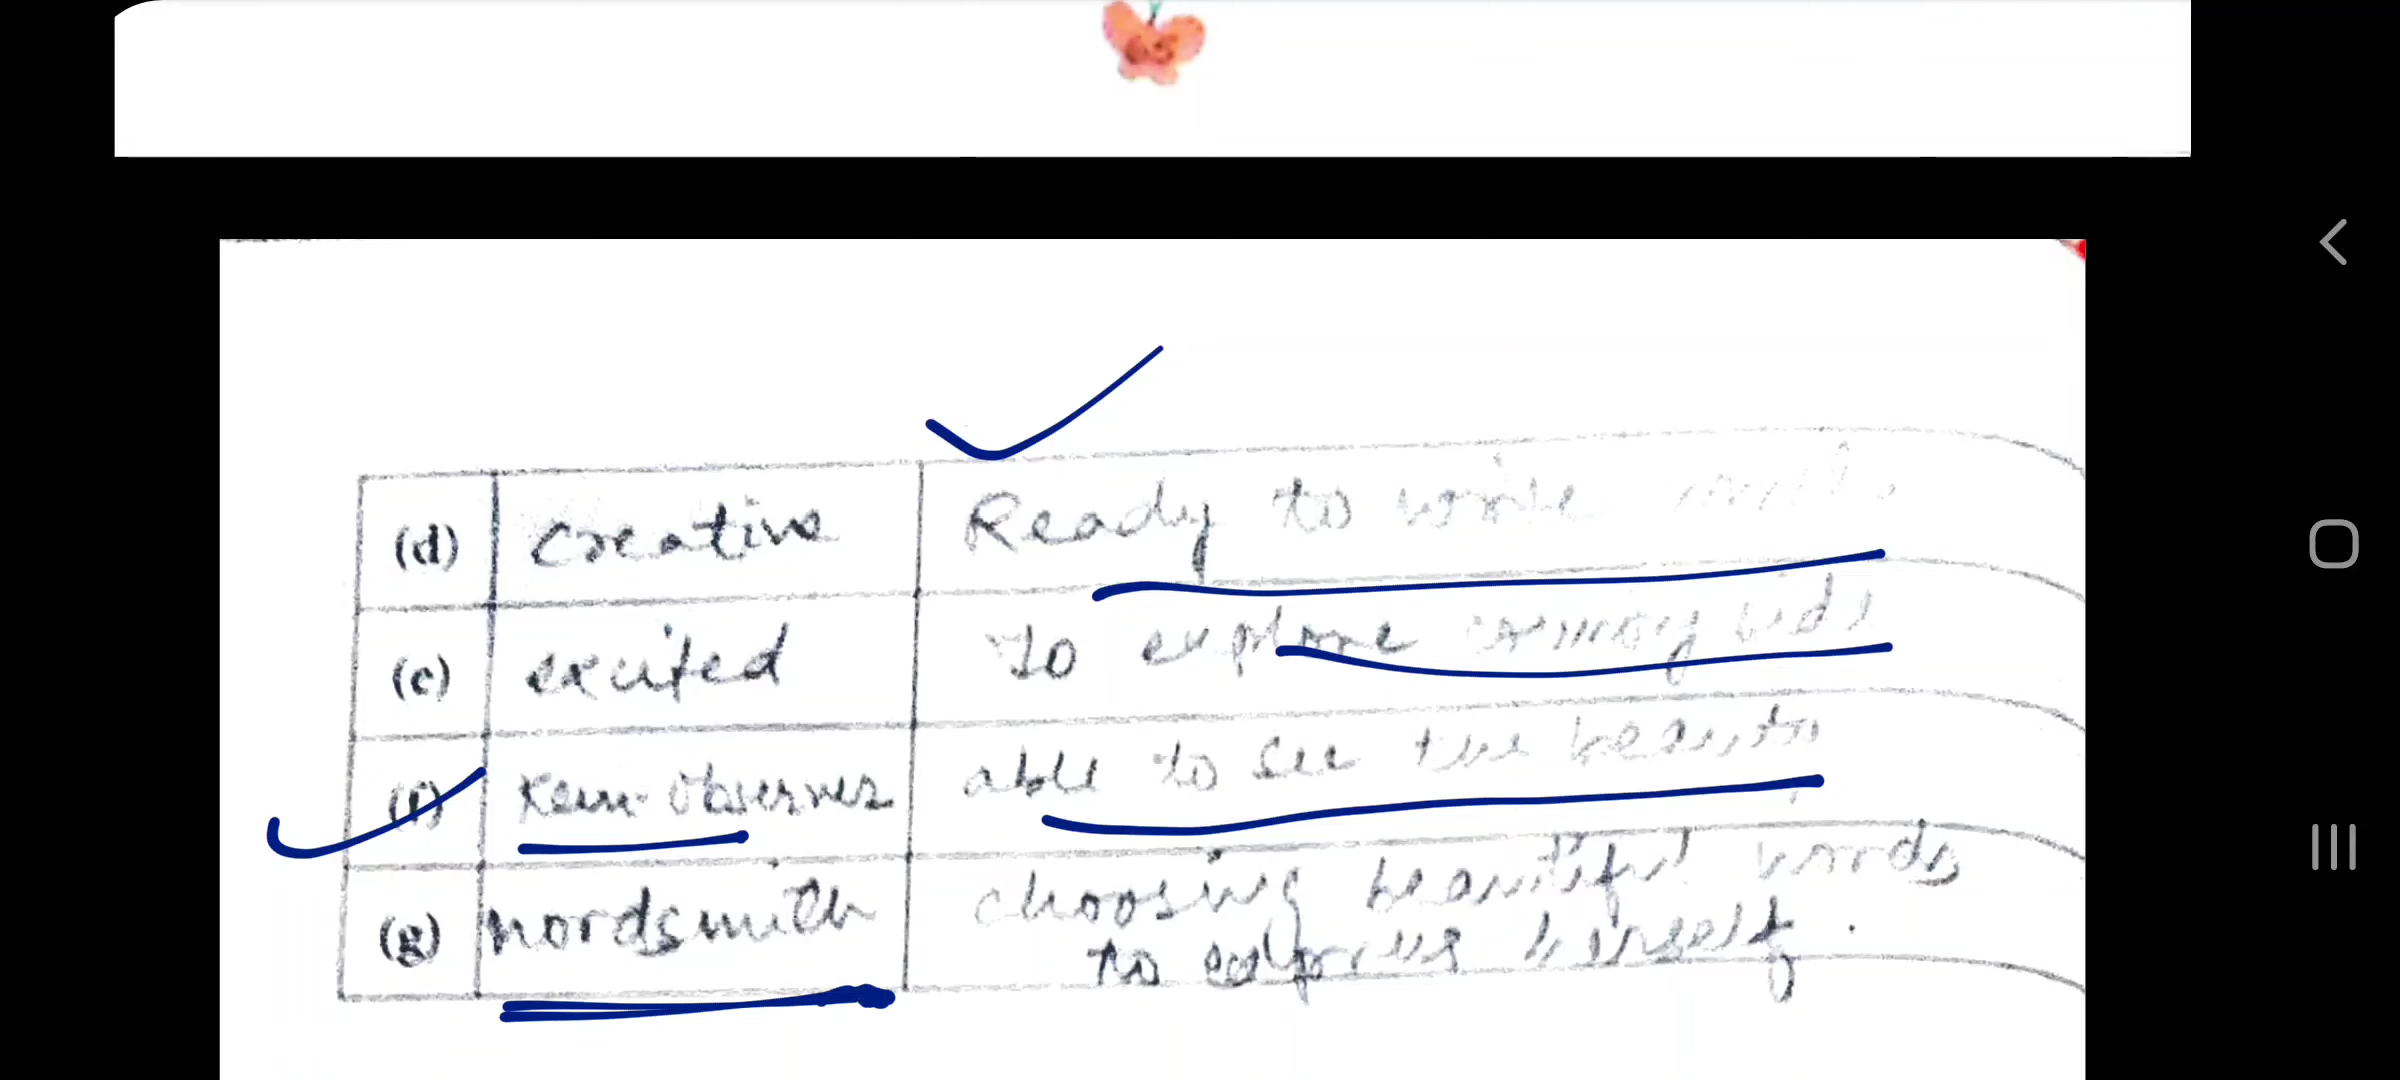 (d) creative Ready to write
(e) excited to explore
(f) Keen observer able to see the beauty
(g) wordsmith choosing beautiful words
to express himself.